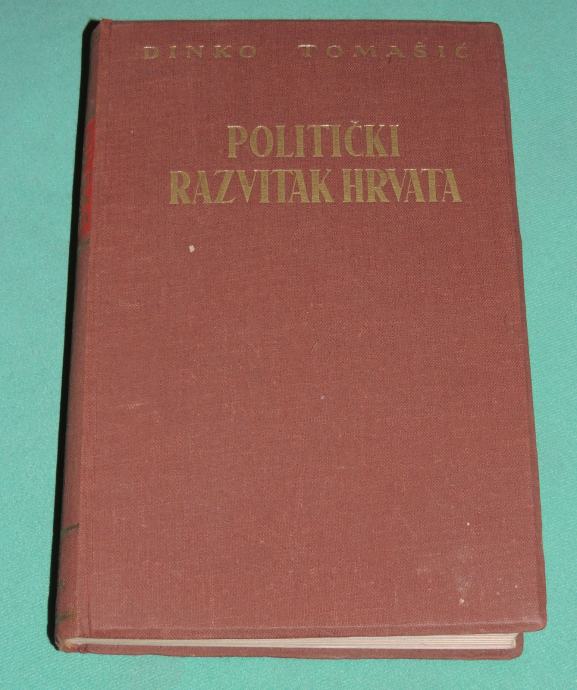 DINKO TOMAŠIĆ
POLITIČKI
RAZVITAK HRVATA